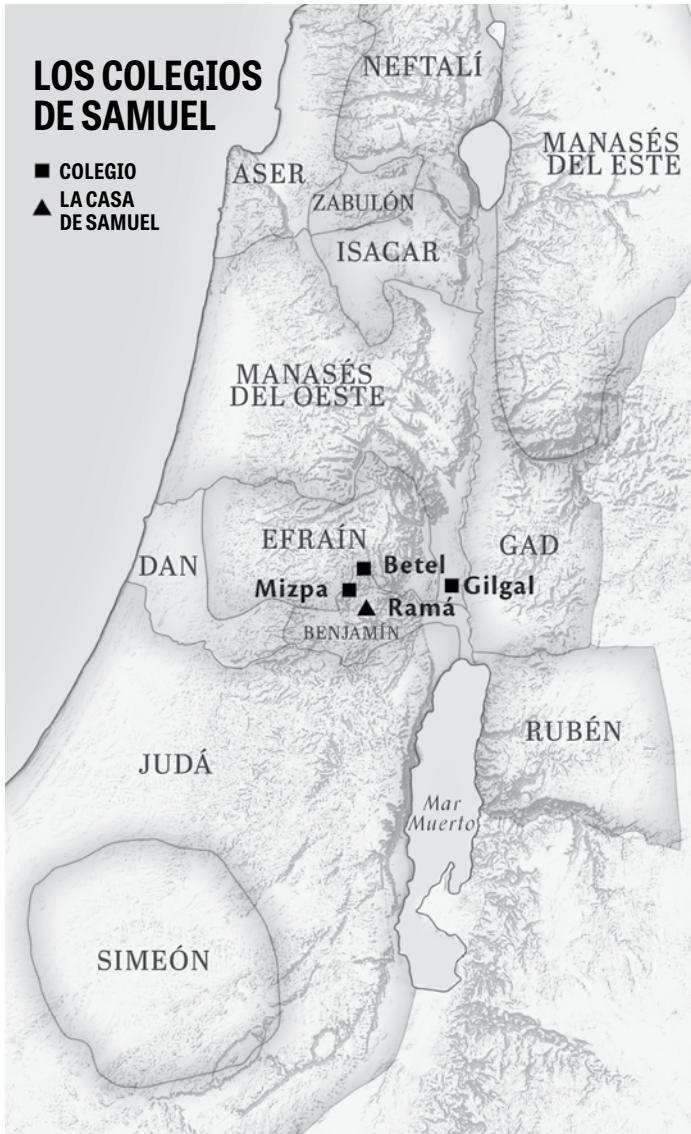 LOS COLEGIOS
DE SAMUEL
COLEGIO
LA CASA
DE SAMUEL
NEFTALÍ
MANASÉS
DEL ESTE
ASER
ZABULÓN
ISACAR
MANASÉS
DEL OESTE
EFRAÍN
GAD
DAN
Betel
Mizpa
Gilgal
Ramá
BENJAMÍN
RUBÉN
JUDÁ
Mar
Muerto
SIMEÓN